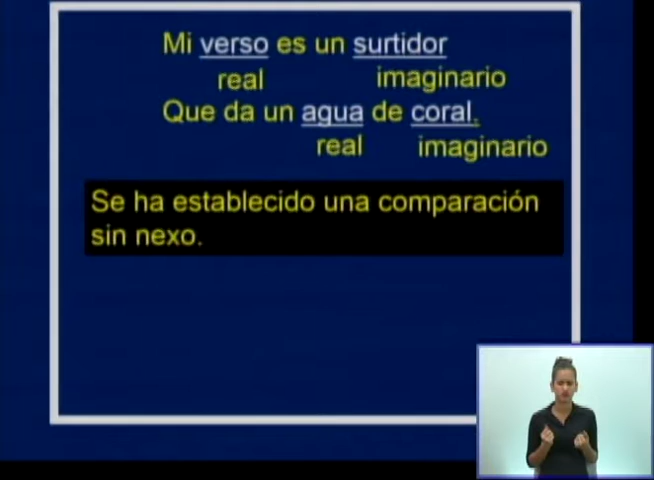 Mi verso es un surtidor
real imaginario
Que da un agua de coral.
real imaginario
Se ha establecido una comparación
sin nexo.